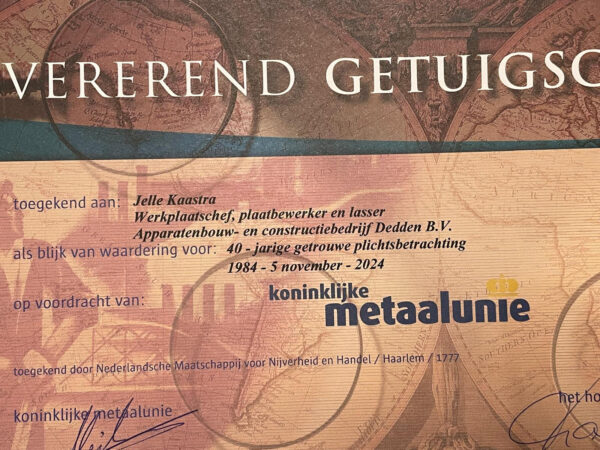 VEREREND GETUIGSC
toegekend aan: Jelle Kaastra
Werkplaatschef, plaatbewerker en lasser
Apparatenbouw- en constructiebedrijf Dedden B.V.
als blijk van waardering voor: 40 - jarige getrouwe plichtsbetrachting
1984 - 5 november - 2024
op voordracht van:
koninklijke
metaalunie
toegekend door Nederlandsche Maatschappij voor Nijverheid en Handel / Haarlem / 1777
koninklijke metaalunie
het ho